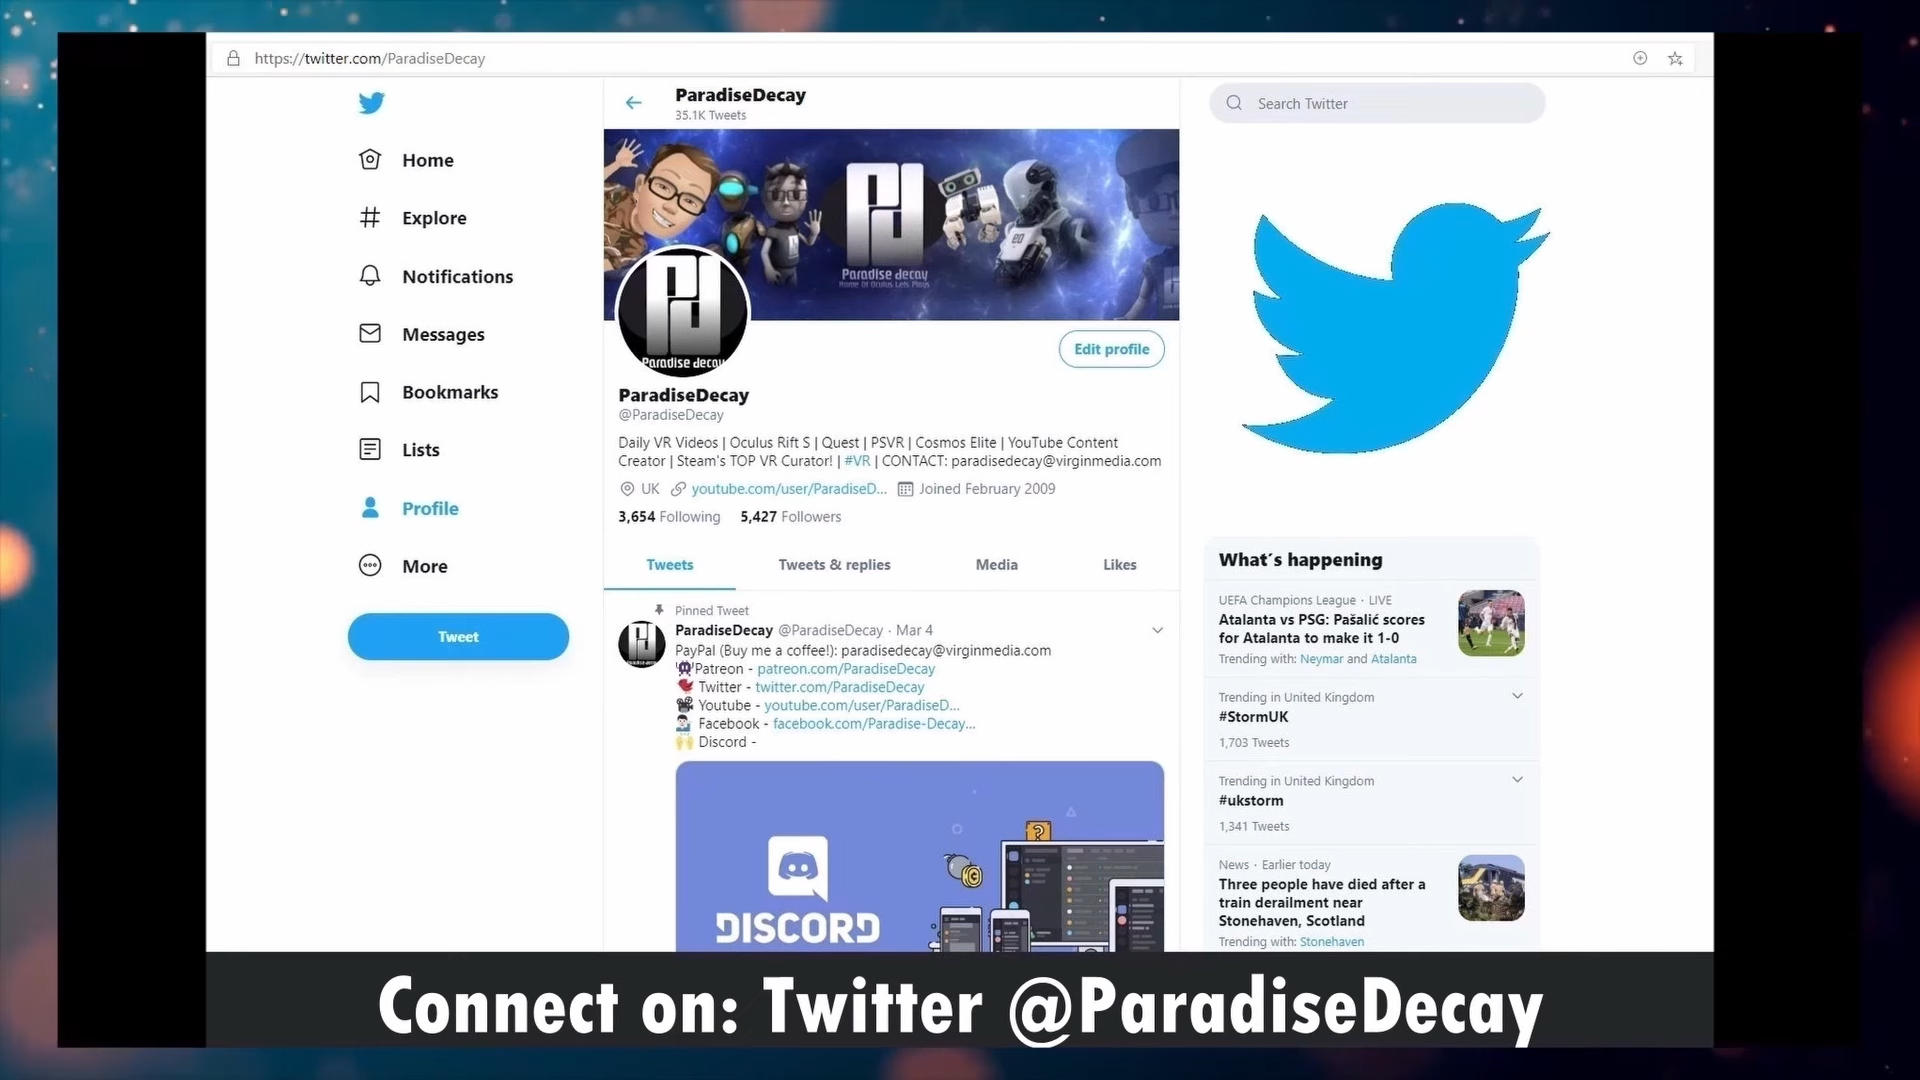 https://twitter.com/ParadiseDecay
ParadiseDecay
35.1K Tweets
Search Twitter
Home
Explore
Notifications
Messages
Bookmarks
Lists
Profile
More
Tweet
Paradise decay
Home Of Oculus Lets Plays
Paradise decay
Edit profile
ParadiseDecay
@ParadiseDecay
Daily VR Videos | Oculus Rift S | Quest | PSVR | Cosmos Elite | YouTube Content
Creator | Steam's TOP VR Curator! | #VR | CONTACT: paradisedecay@virginmedia.com
UK youtube.com/user/ParadiseD... Joined February 2009
3,654 Following 5,427 Followers
Tweets Tweets & replies Media Likes
Pinned Tweet
ParadiseDecay @ParadiseDecay · Mar 4
PayPal (Buy me a coffee!): paradisedecay@virginmedia.com
Patreon - patreon.com/ParadiseDecay
Twitter - twitter.com/ParadiseDecay
Youtube - youtube.com/user/ParadiseD...
Facebook - facebook.com/Paradise-Decay...
Discord -
DISCORD
What´s happening
UEFA Champions League · LIVE
Atalanta vs PSG: Pašalić scores
for Atalanta to make it 1-0
Trending with: Neymar and Atalanta
Trending in United Kingdom
#StormUK
1,703 Tweets
Trending in United Kingdom
#ukstorm
1,341 Tweets
News · Earlier today
Three people have died after a
train derailment near
Stonehaven, Scotland
Trending with: Stonehaven
Connect on: Twitter @ParadiseDecay